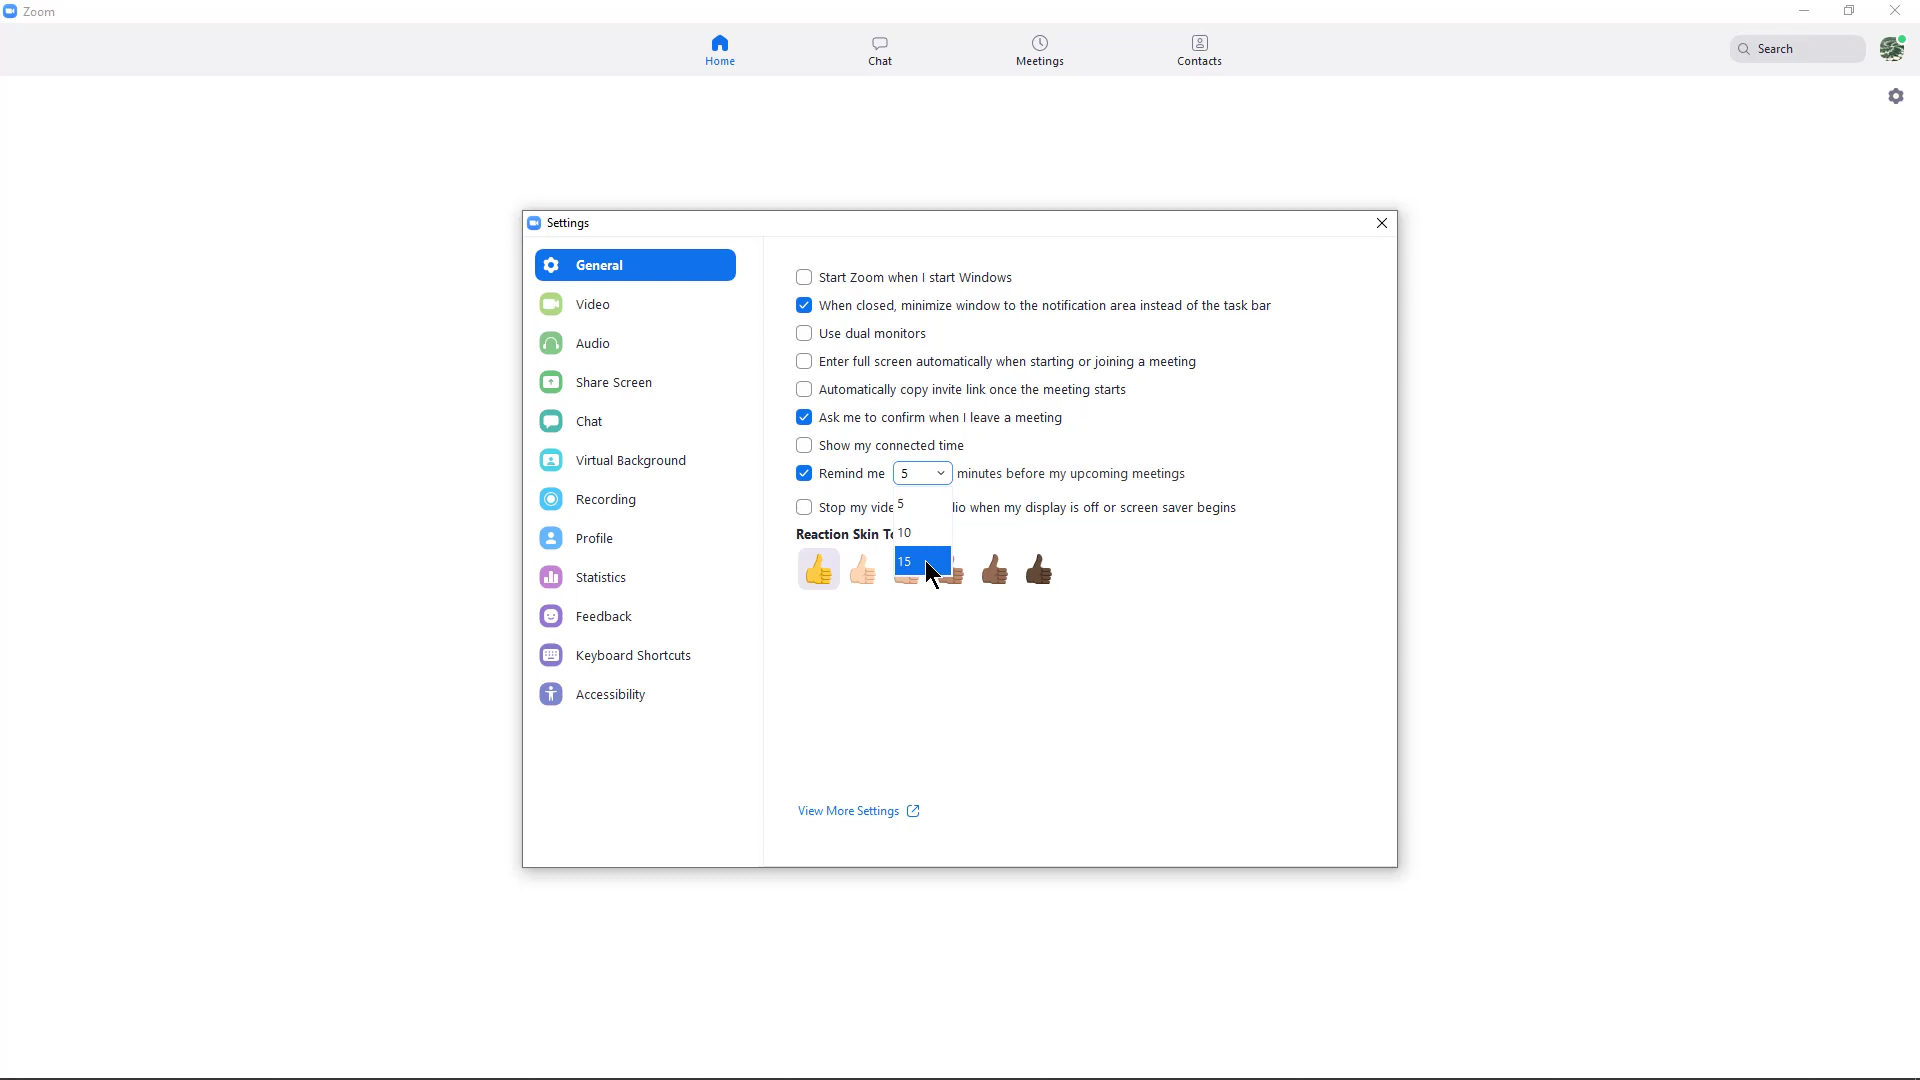 Zoom
Home
Chat
Meetings
Contacts
Search
Settings
General
Video
Audio
Share Screen
Chat
Virtual Background
Recording
Profile
Statistics
Feedback
Keyboard Shortcuts
Accessibility
Start Zoom when I start Windows
When closed, minimize window to the notification area instead of the task bar
Use dual monitors
Enter full screen automatically when starting or joining a meeting
Automatically copy invite link once the meeting starts
Ask me to confirm when I leave a meeting
Show my connected time
Remind me 5 minutes before my upcoming meetings
5
10
15
Stop my when my display is off or screen saver begins
Reaction Skin
View More Settings